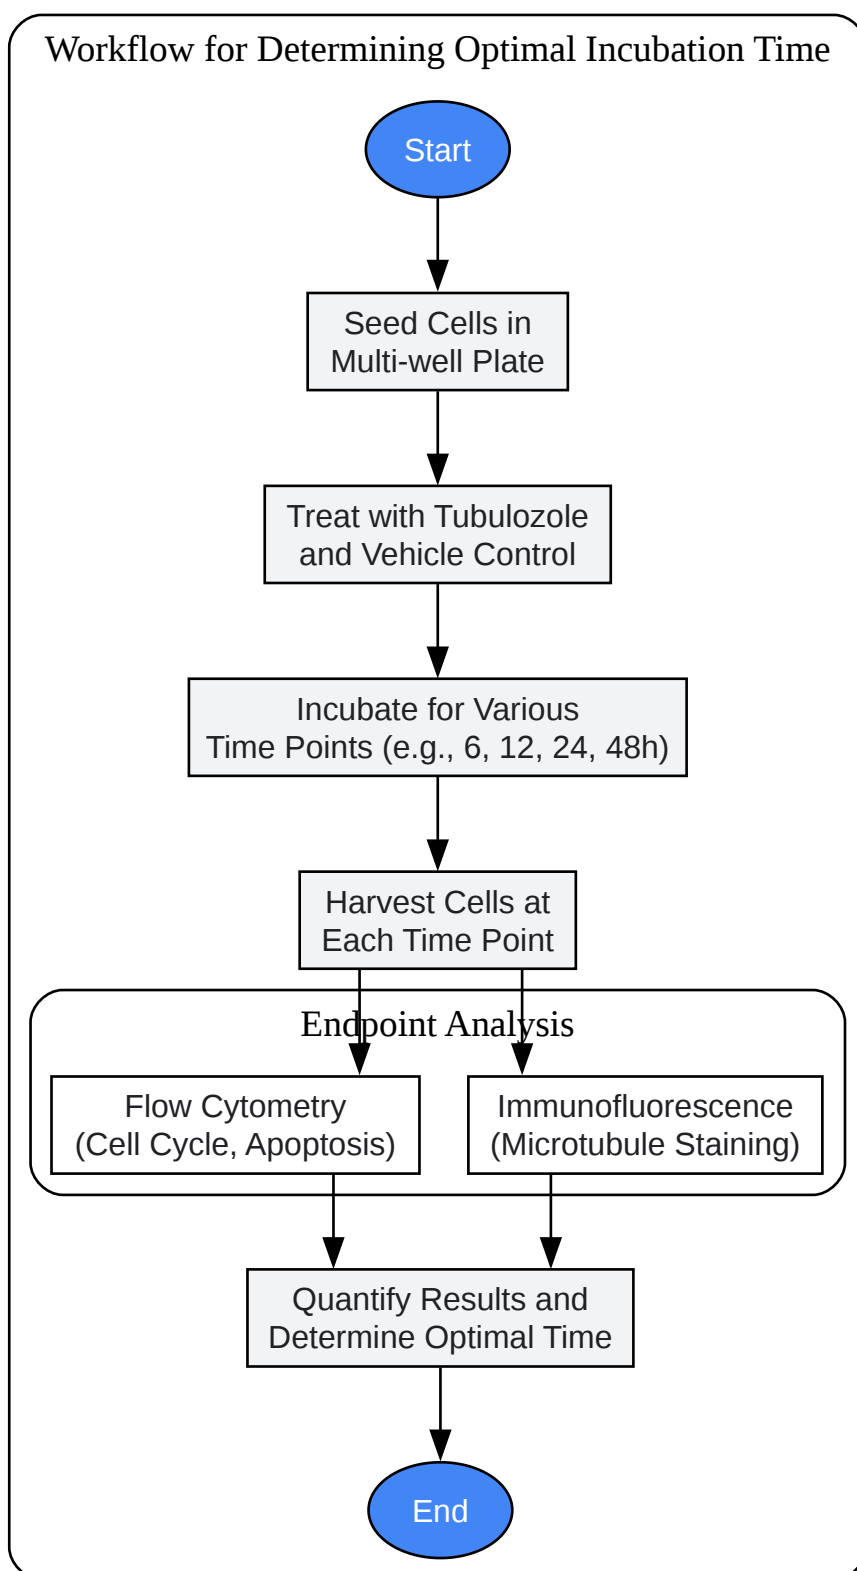 Workflow for Determining Optimal Incubation Time
Start
Seed Cells in
Multi-well Plate
Treat with Tubulozole
and Vehicle Control
Incubate for Various
Time Points (e.g., 6, 12, 24, 48h)
Harvest Cells at
Each Time Point
Endpoint Analysis
Flow Cytometry
(Cell Cycle, Apoptosis)
Immunofluorescence
(Microtubule Staining)
Quantify Results and
Determine Optimal Time
End